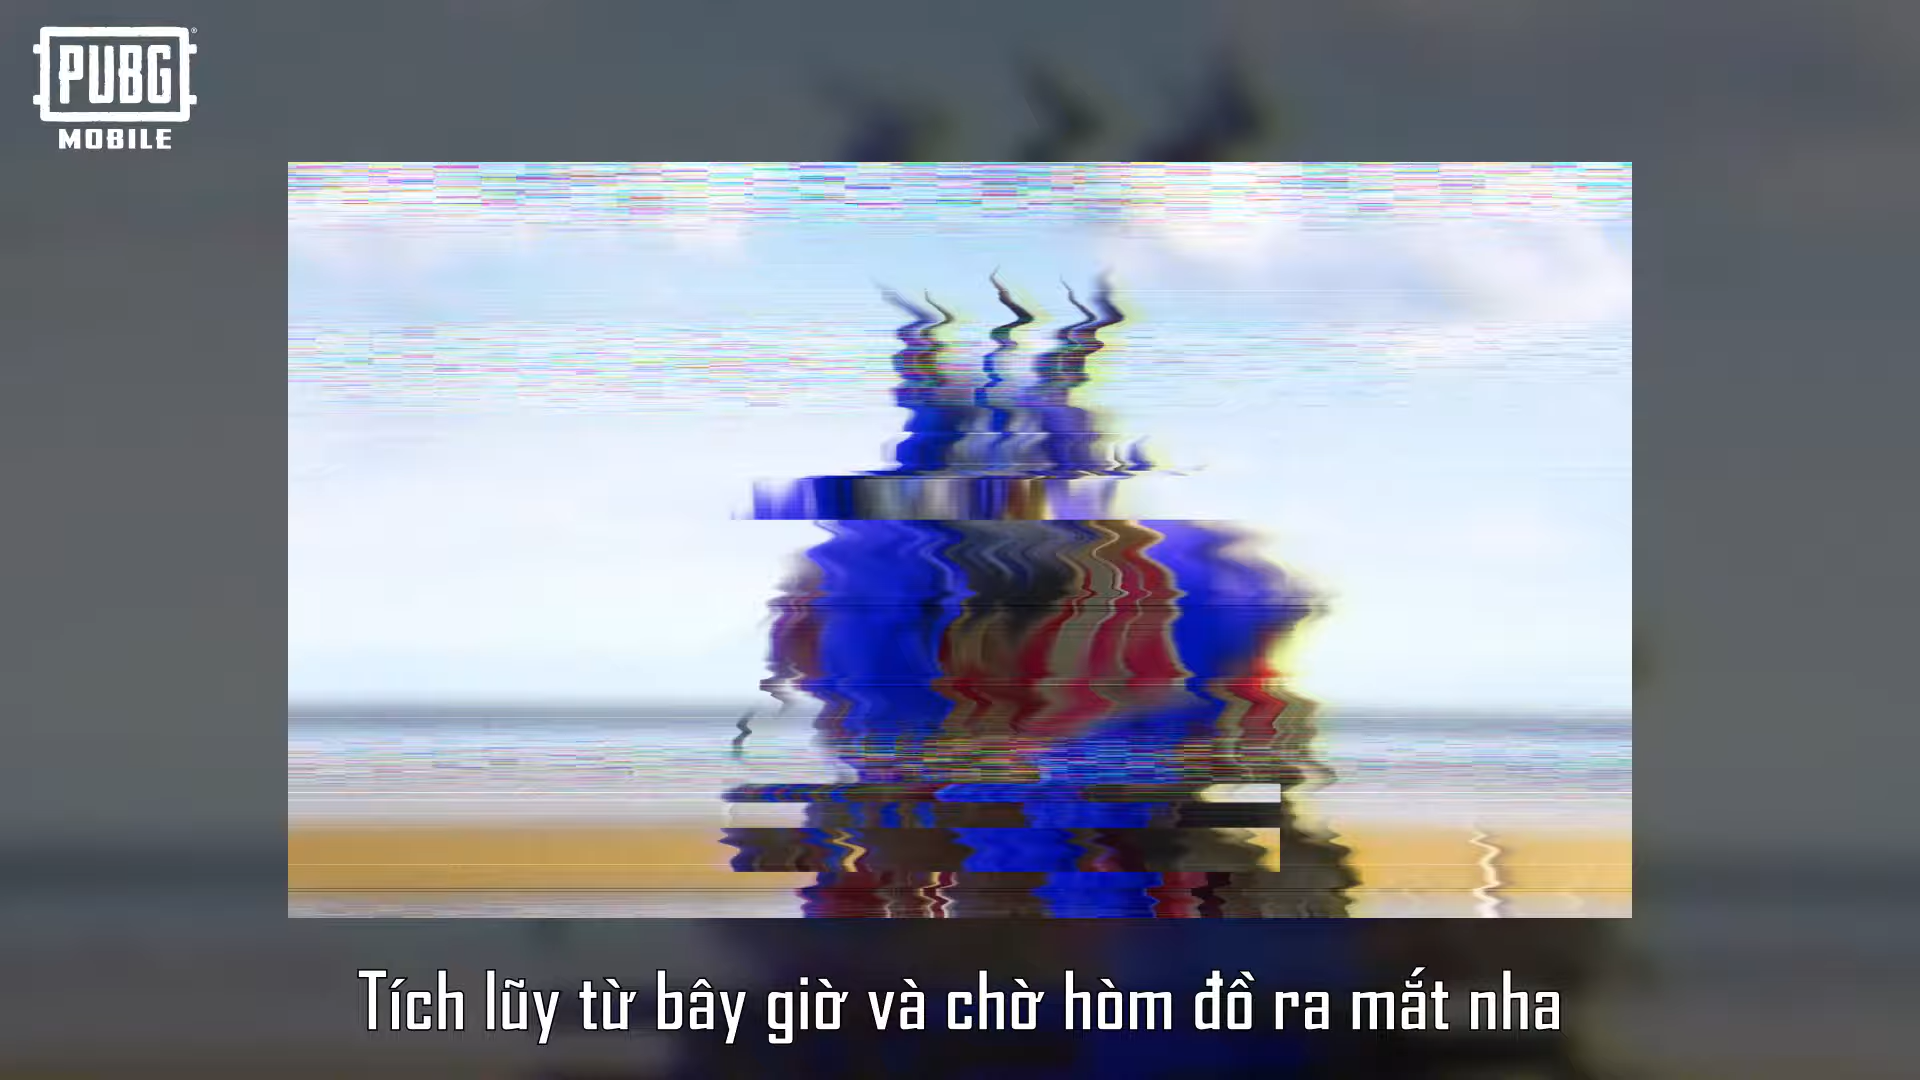 PUBG
MOBILE
Tích lũy từ bây giờ và chờ hòm đồ ra mắt nha